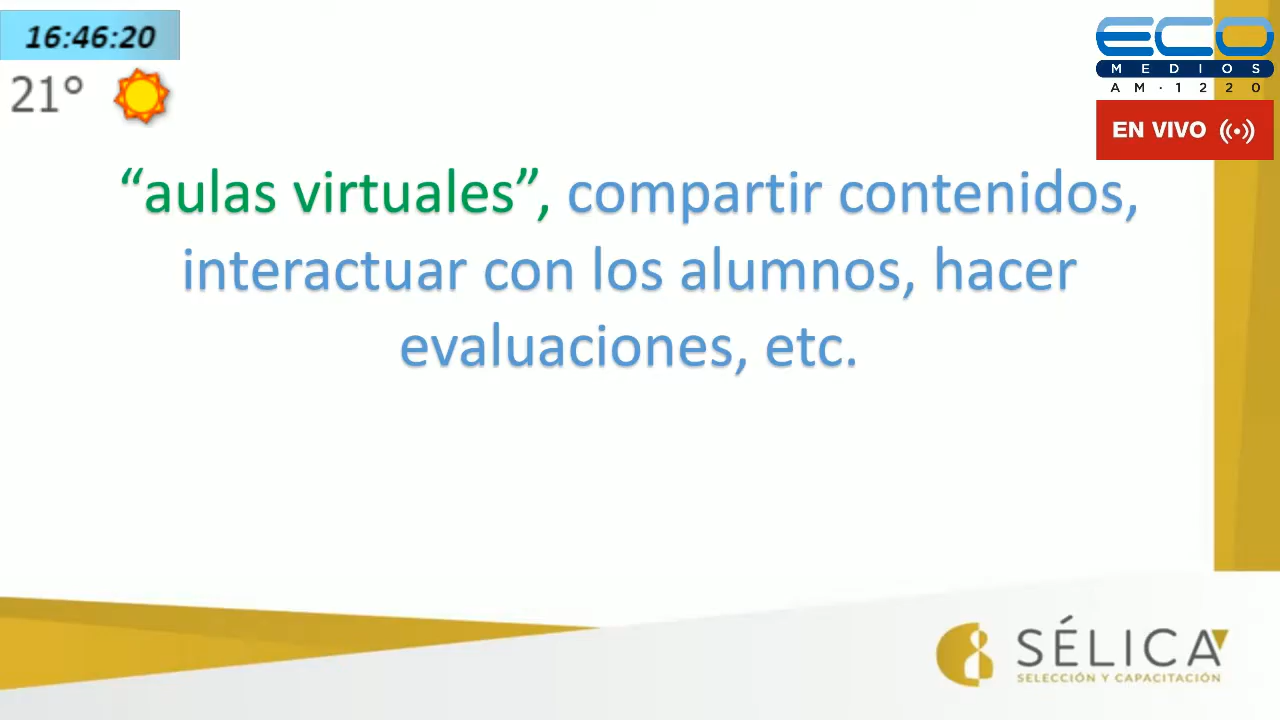 16:46:20
21°
ECO
MEDIOS
AM·1220
EN VIVO
“aulas virtuales”, compartir contenidos,
interactuar con los alumnos, hacer
evaluaciones, etc.
SÉLICA
SELECCIÓN Y CAPACITACIÓN